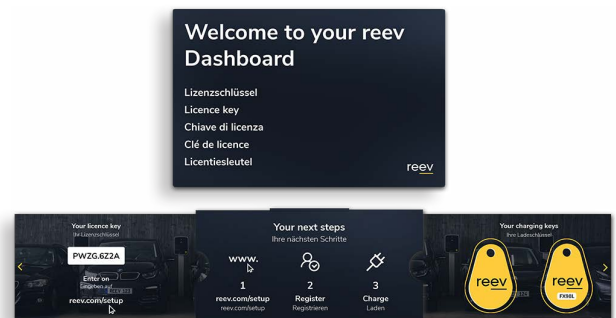 Welcome to your reev
Dashboard
Lizenzschlüssel
Licence key
Chiave di licenza
Clé de licence
Licentiesleutel
reev
Your licence key
Ihr Lizenzschlüssel
PWZG.6Z2A
Enter on
Eingeben auf
reev.com/setup
Your next steps
Ihre nächsten Schritte
www.
1
reev.com/setup
reev.com/setup
2
Register
Registrieren
3
Charge
Laden
Your charging keys
Ihre Ladeschlüssel
reev
reev
FX98L